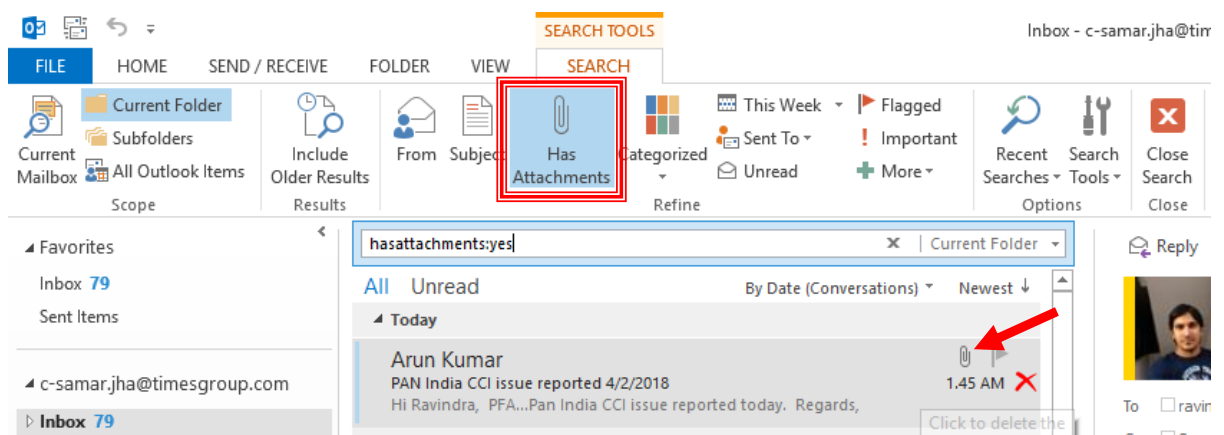 SEARCH TOOLS
Inbox - c-samar.jha@tim
FILE HOME SEND / RECEIVE FOLDER VIEW SEARCH
Current Folder
Subfolders
All Outlook Items
Current Mailbox
Scope
Include Older Results
Results
From
Subject
Has Attachments
Categorized
This Week
Sent To
Unread
Flagged
Important
More
Refine
Recent Searches
Search Tools
Options
Close Search
Close
Favorites
Inbox 79
Sent Items
c-samar.jha@timesgroup.com
Inbox 79
hasattachments:yes
Current Folder
All Unread
By Date (Conversations) Newest
Today
Arun Kumar
PAN India CCI issue reported 4/2/2018 1.45 AM
Hi Ravindra, PFA...Pan India CCI issue reported today. Regards,
Click to delete the
Reply
To ravin